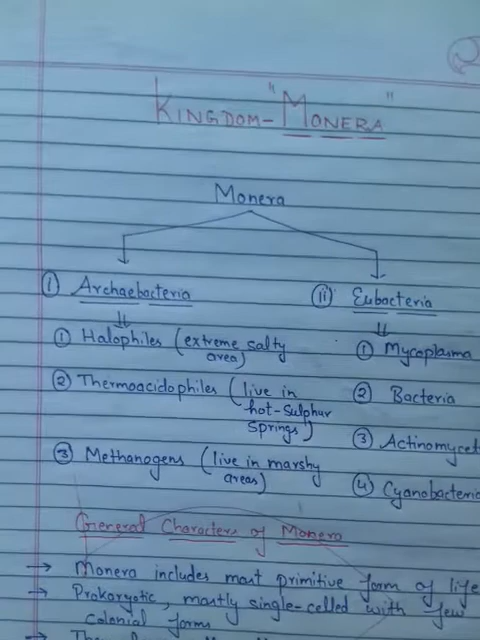 KINGDOM - "MONERA"
Monera
(i) Archaebacteria
(ii) Eubacteria
① Halophiles (extreme salty
area)
① Mycoplasma
② Thermoacidophiles (live in
hot-sulphur
springs)
② Bacteria
③ Actinomycet
③ Methanogens (live in marshy
areas)
④ Cyanobacteria
General Characters of Monera
→ Monera includes most primitive form of life
→ Prokaryotic, mostly single-celled with few
colonial forms